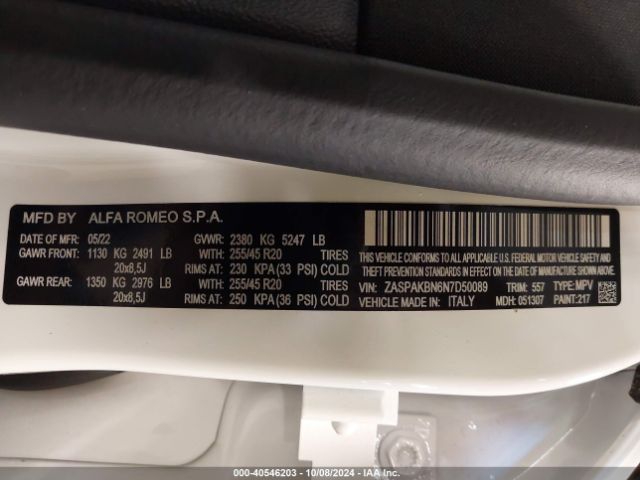 MFD BY ALFA ROMEO S.P.A.
DATE OF MFR: 05/22 GVWR: 2380 KG 5247 LB
GAWR FRONT: 1130 KG 2491 LB WITH: 255/45 R20 TIRES
20x8,5J RIMS AT: 230 KPA (33 PSI) COLD
GAWR REAR: 1350 KG 2976 LB WITH: 255/45 R20 TIRES
20x8,5J RIMS AT: 250 KPA (36 PSI) COLD
THIS VEHICLE CONFORMS TO ALL APPLICABLE U.S. FEDERAL MOTOR VEHICLE SAFETY,
THEFT PREVENTION STANDARDS IN EFFECT ON THE DATE OF MANUFACTURE SHOWN ABOVE.
VIN: ZASPAKBN6N7D50089 TRIM: 557 TYPE: MPV
VEHICLE MADE IN: ITALY MDH: 051307 PAINT: 217
000-40546203 - 10/08/2024 - IAAI.COM